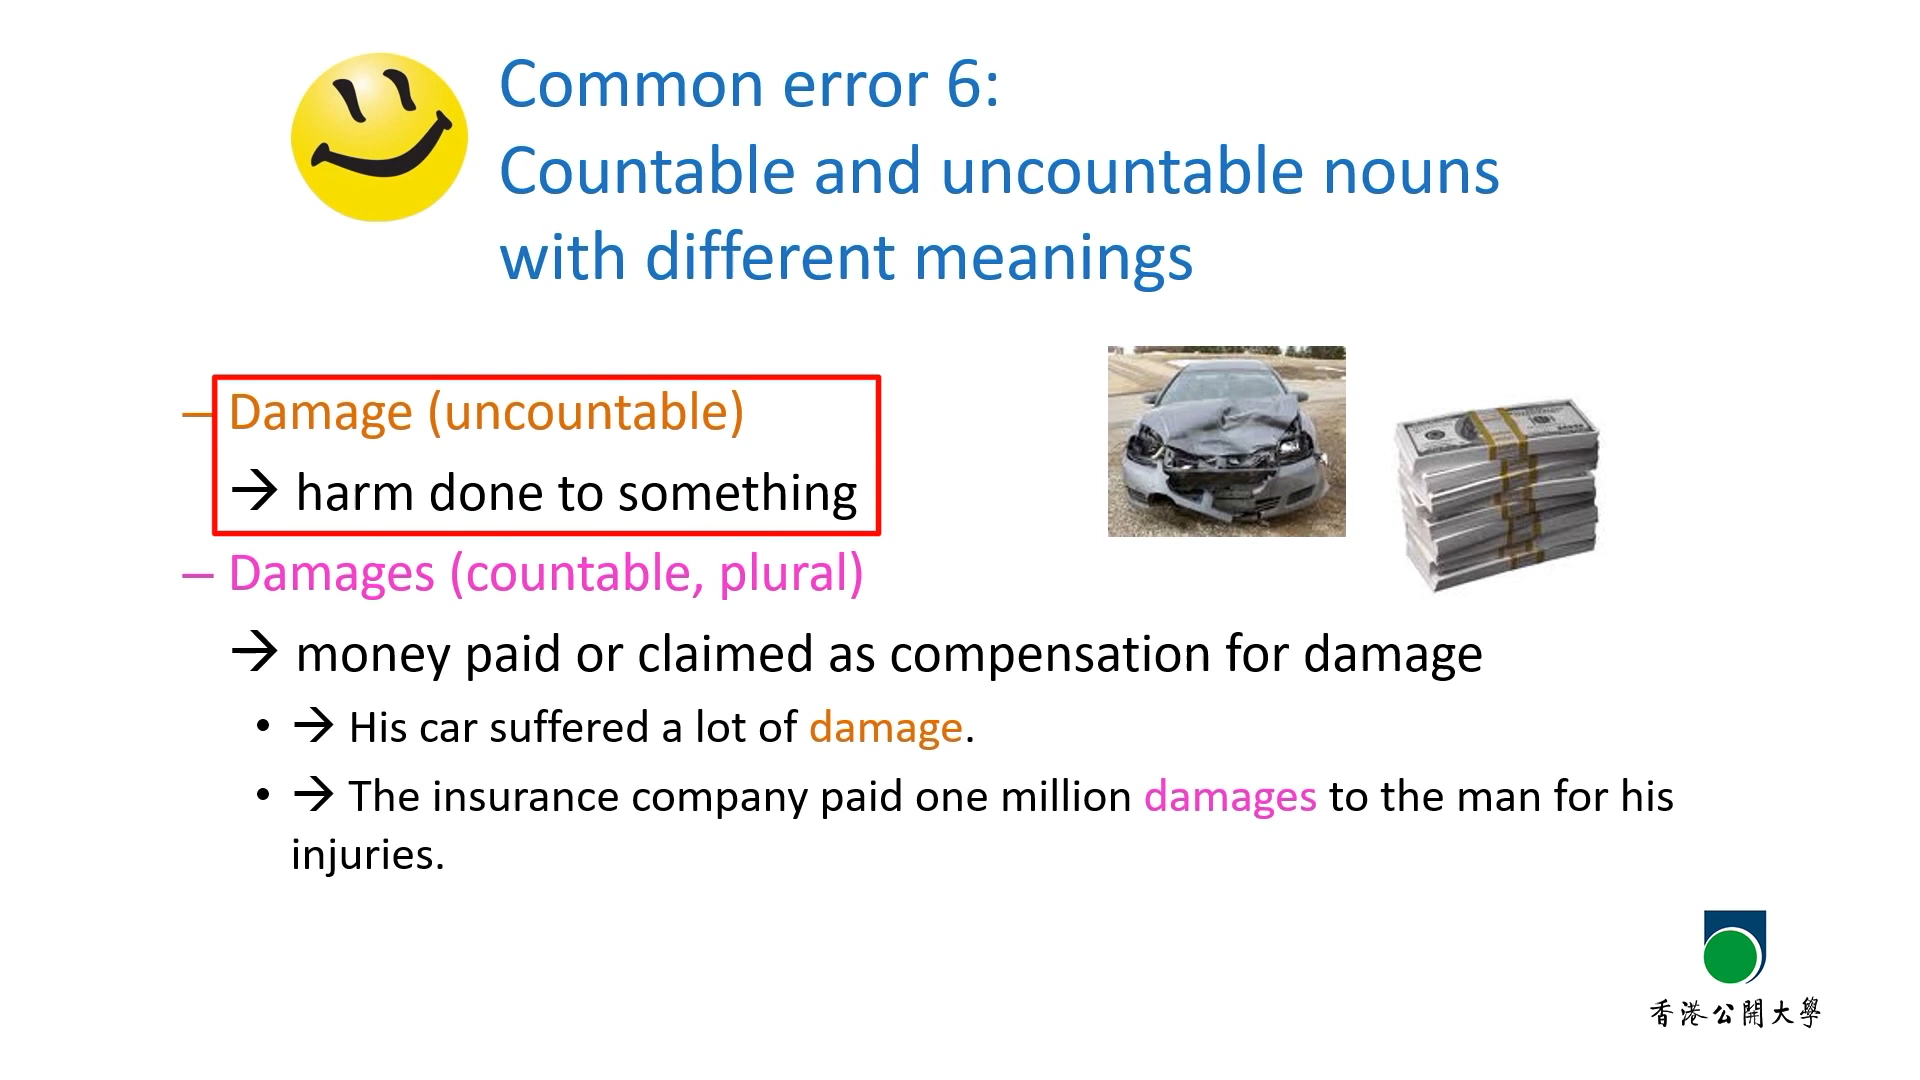 Common error 6:
Countable and uncountable nouns
with different meanings
– Damage (uncountable)
→ harm done to something
– Damages (countable, plural)
→ money paid or claimed as compensation for damage
• → His car suffered a lot of damage.
• → The insurance company paid one million damages to the man for his
injuries.
香港公開大學